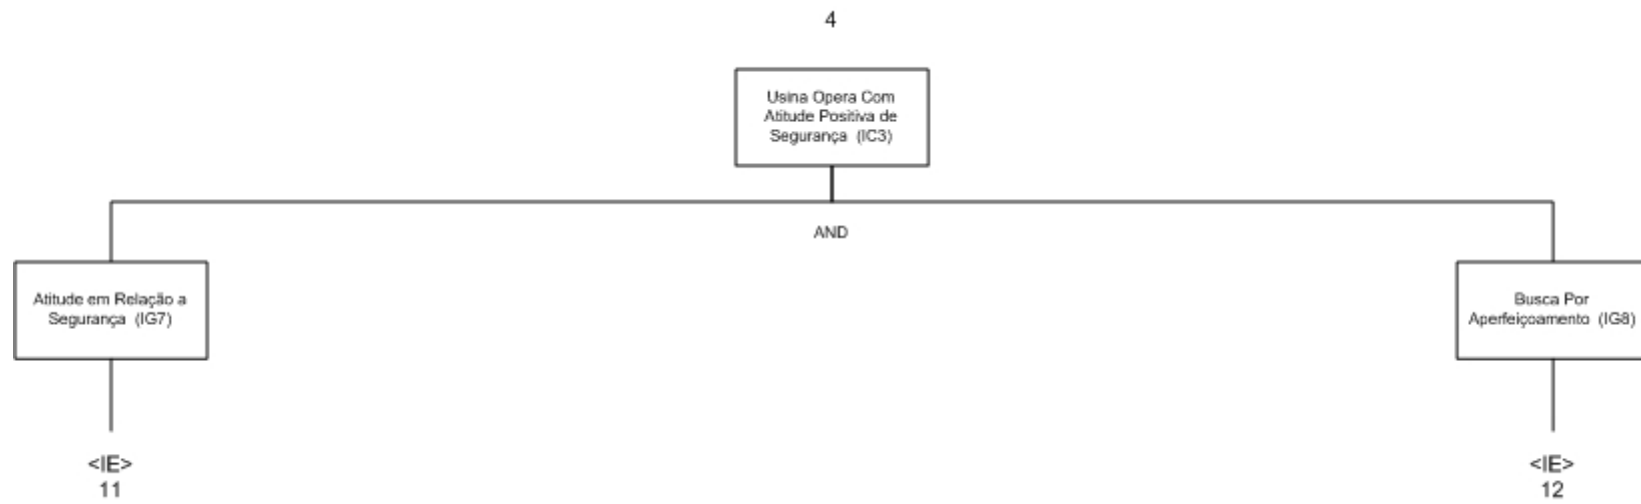 4
Usina Opera Com
Atitude Positiva de
Segurança (IC3)
AND
Atitude em Relação a
Segurança (IG7)
Busca Por
Aperfeiçoamento (IG8)
<IE>
11
<IE>
12